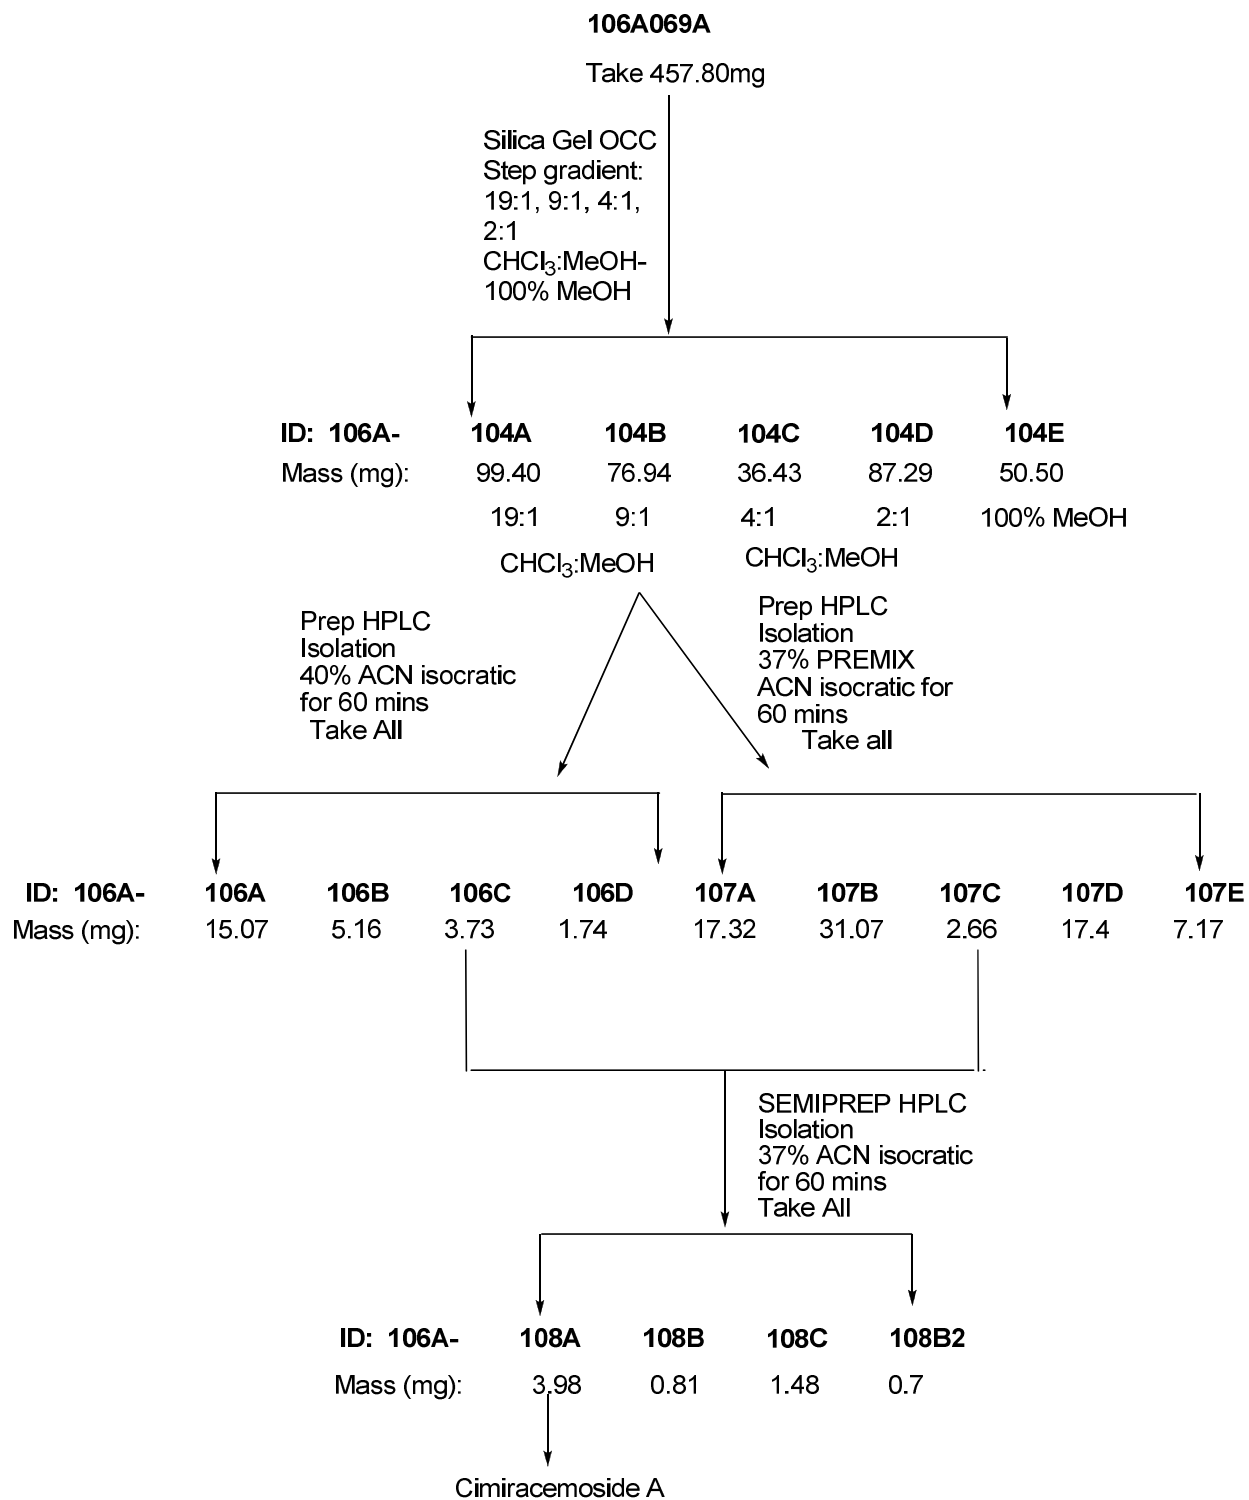 106A069A
Take 457.80mg
Silica Gel OCC
Step gradient:
19:1, 9:1, 4:1,
2:1
CHCl3:MeOH-
100% MeOH
ID: 106A- 104A 104B 104C 104D 104E
Mass (mg): 99.40 76.94 36.43 87.29 50.50
19:1 9:1 4:1 2:1 100% MeOH
CHCl3:MeOH CHCl3:MeOH
Prep HPLC
Isolation
40% ACN isocratic
for 60 mins
Take All
Prep HPLC
Isolation
37% PREMIX
ACN isocratic for
60 mins
Take all
ID: 106A- 106A 106B 106C 106D 107A 107B 107C 107D 107E
Mass (mg): 15.07 5.16 3.73 1.74 17.32 31.07 2.66 17.4 7.17
SEMIPREP HPLC
Isolation
37% ACN isocratic
for 60 mins
Take All
ID: 106A- 108A 108B 108C 108B2
Mass (mg): 3.98 0.81 1.48 0.7
Cimiracemoside A